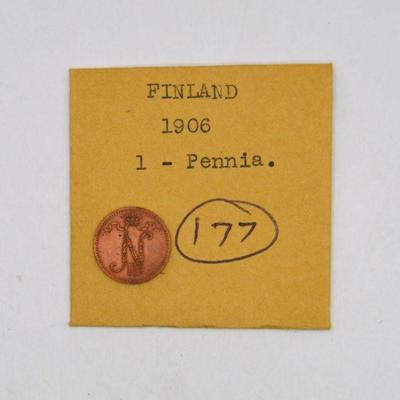 FINLAND
1906
1 - Pennia.
177
N